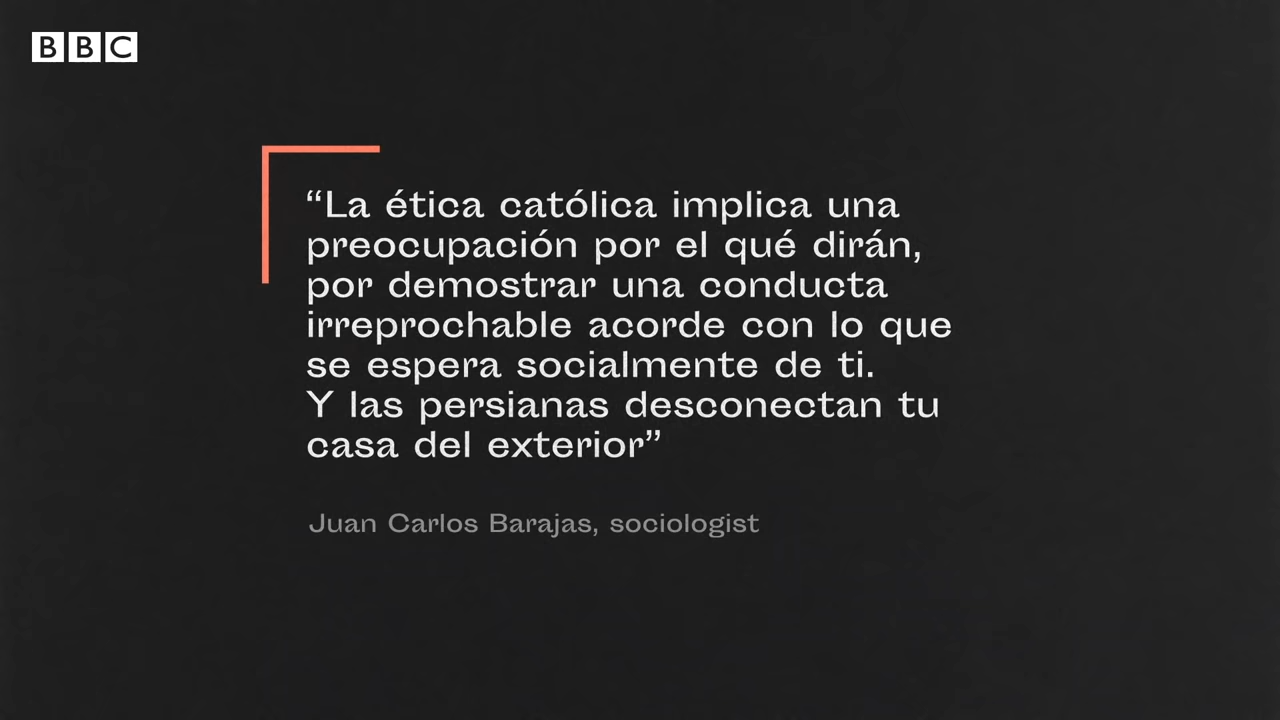 BBC
“La ética católica implica una
preocupación por el qué dirán,
por demostrar una conducta
irreprochable acorde con lo que
se espera socialmente de ti.
Y las persianas desconectan tu
casa del exterior”
Juan Carlos Barajas, sociologist